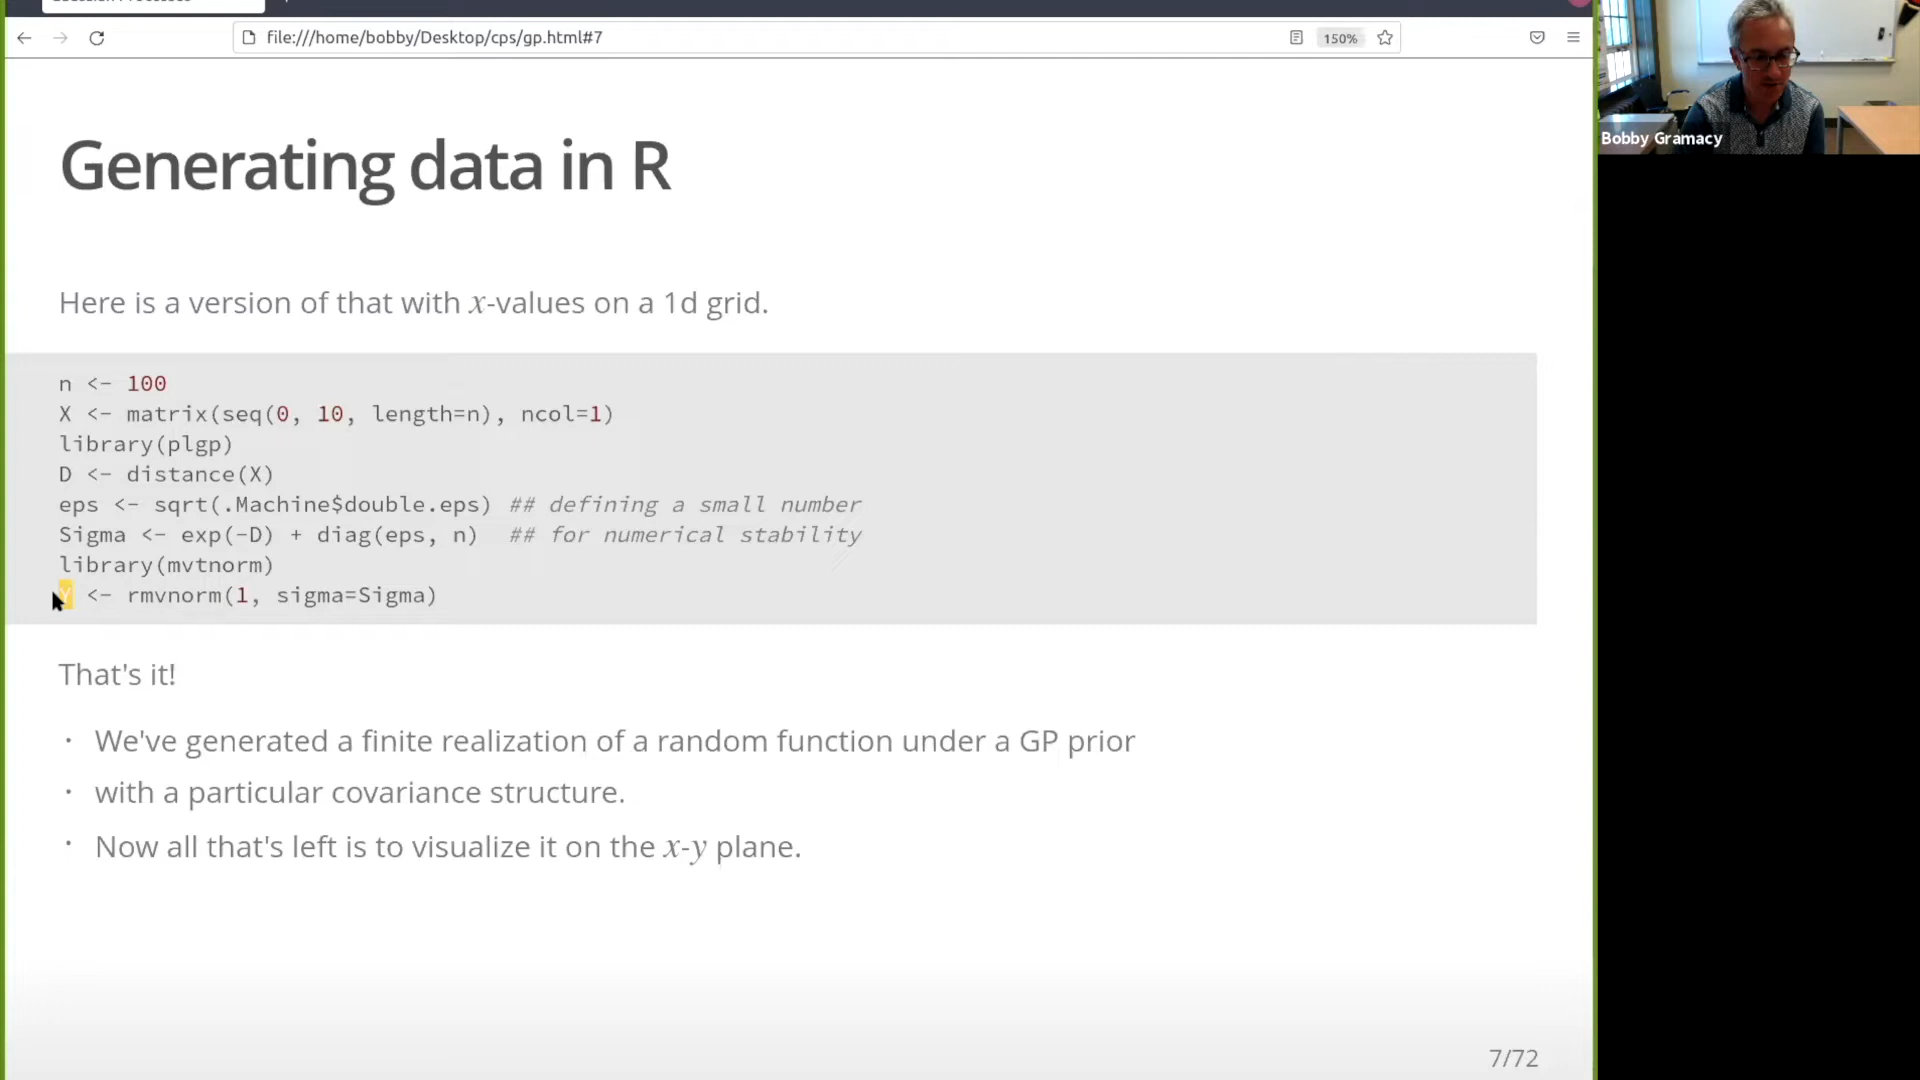 file:///home/bobby/Desktop/cps/gp.html#7
150%
Bobby Gramacy
Generating data in R
Here is a version of that with x-values on a 1d grid.
n <- 100
X <- matrix(seq(0, 10, length=n), ncol=1)
library(plgp)
D <- distance(X)
eps <- sqrt(.Machine$double.eps) ## defining a small number
Sigma <- exp(-D) + diag(eps, n) ## for numerical stability
library(mvtnorm)
Y <- rmvnorm(1, sigma=Sigma)
That's it!
· We've generated a finite realization of a random function under a GP prior
· with a particular covariance structure.
· Now all that's left is to visualize it on the x-y plane.
7/72